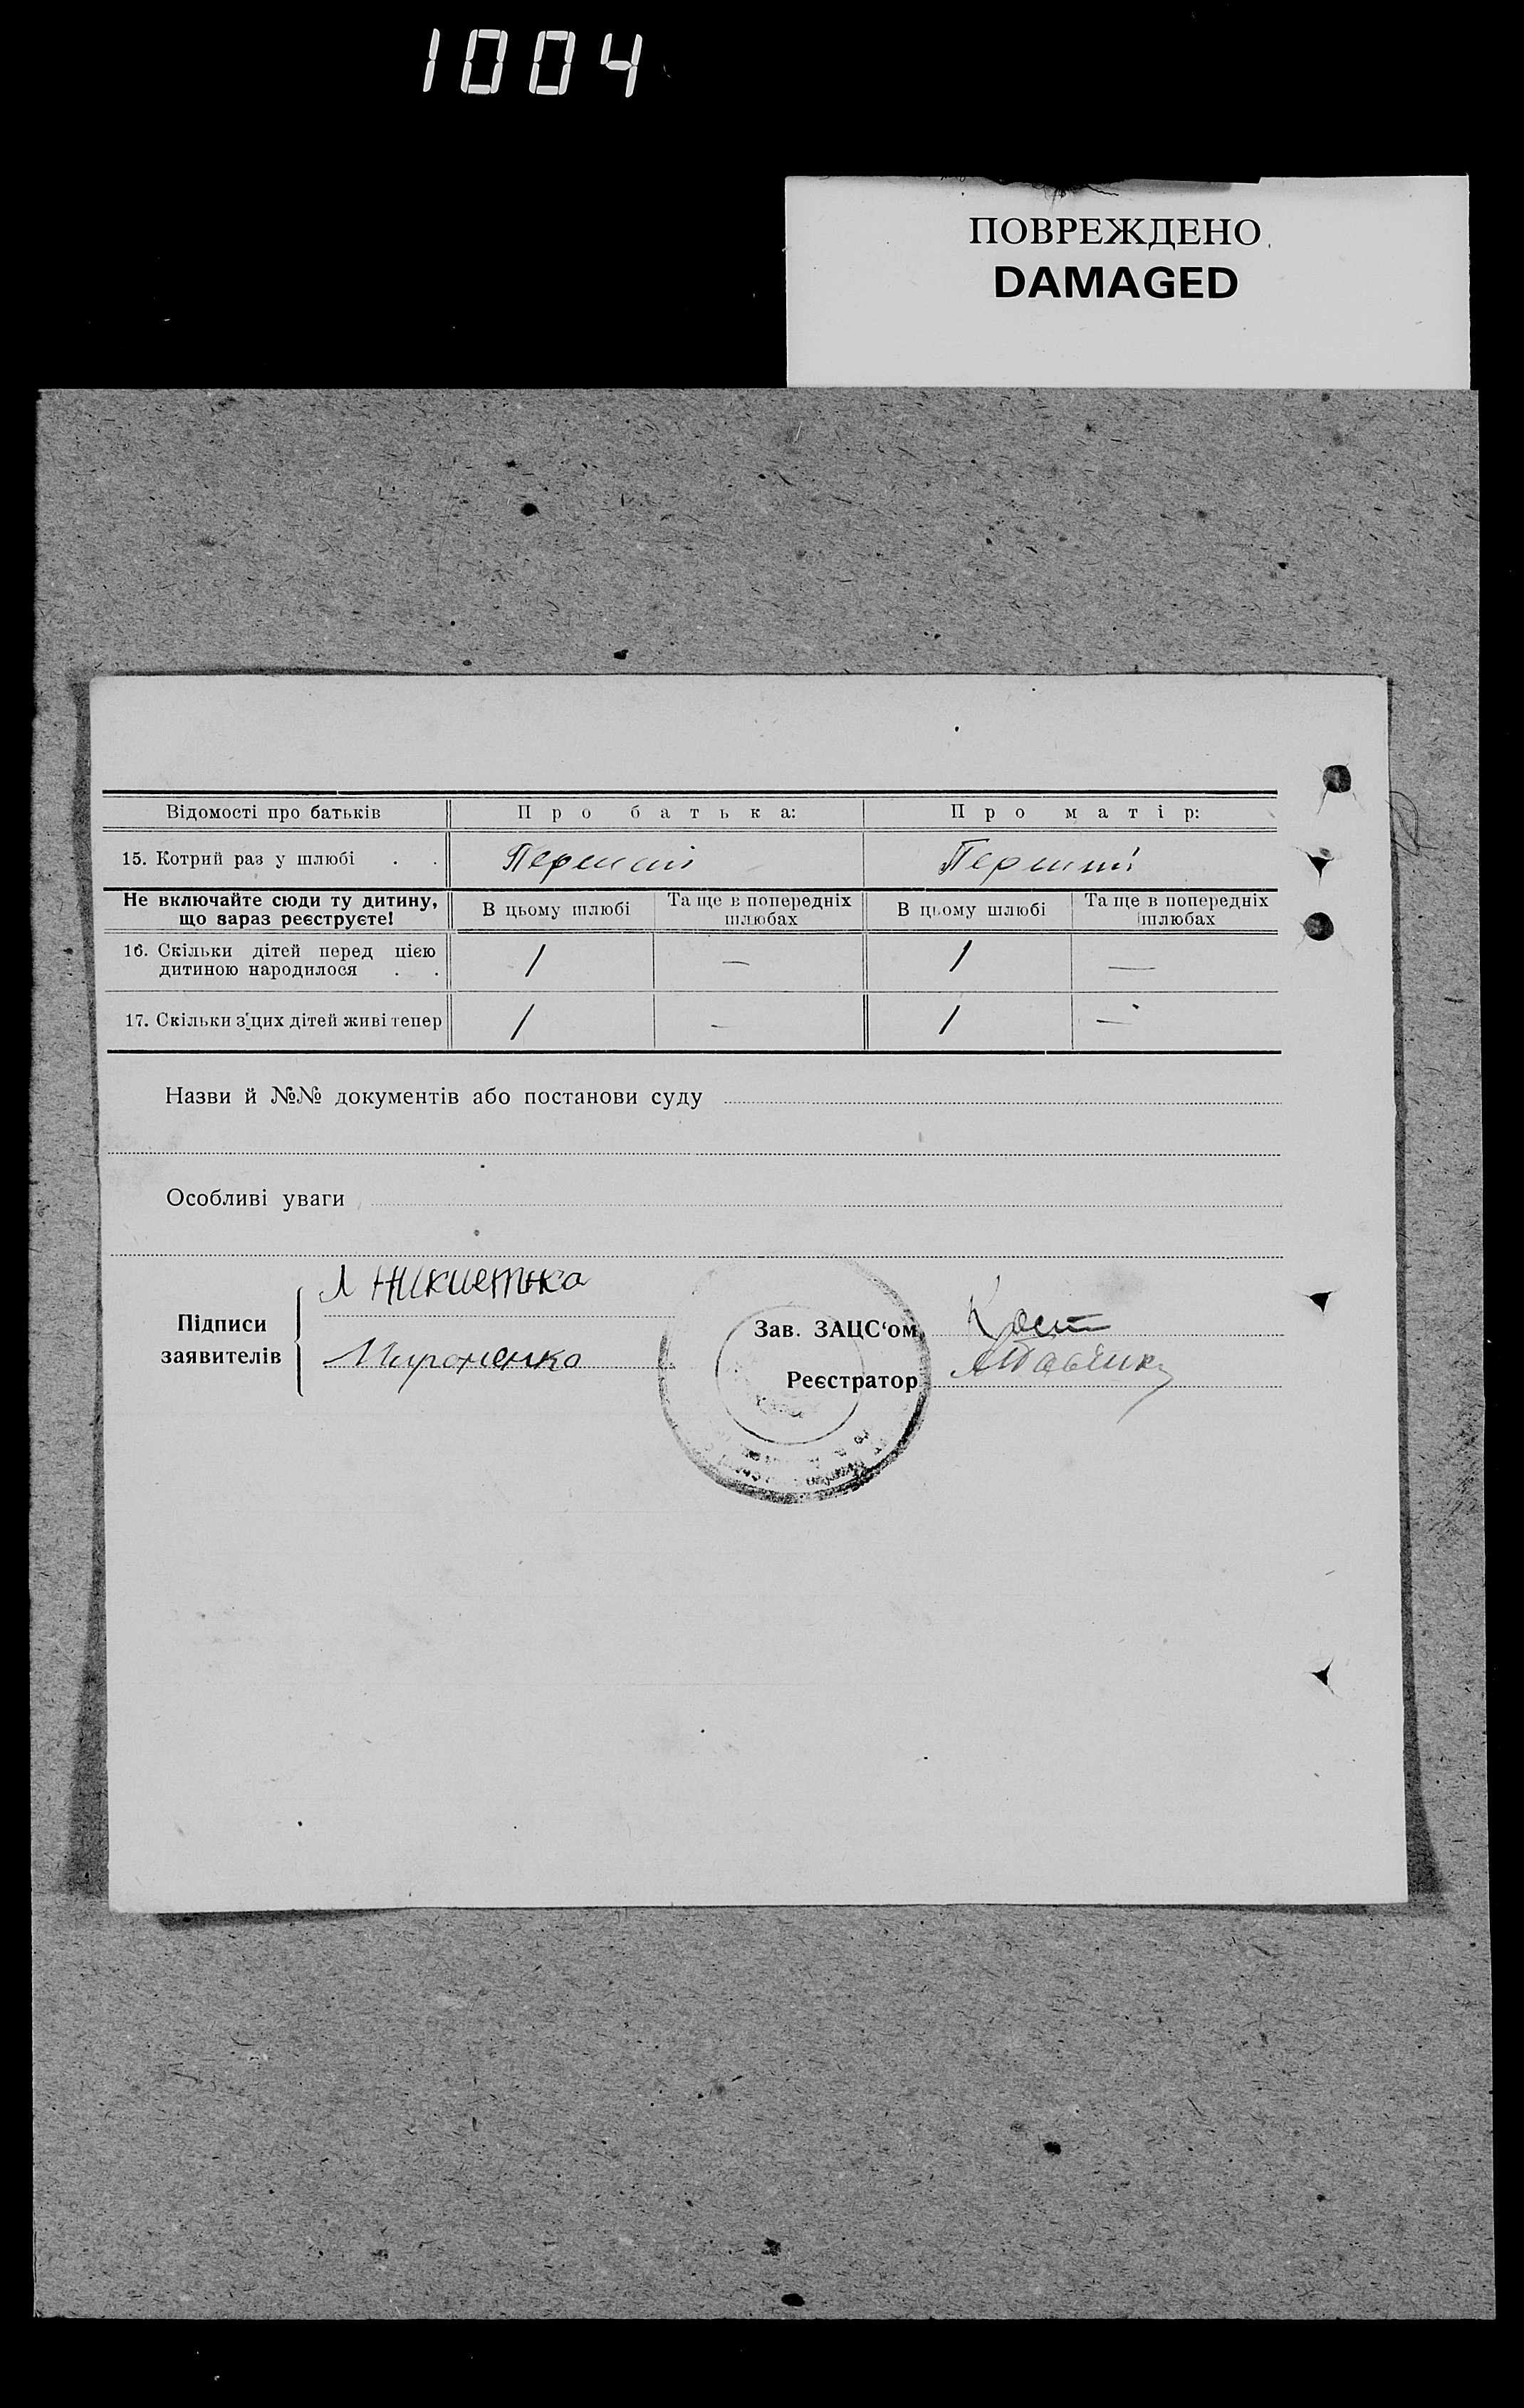 1004
ПОВРЕЖДЕНО
DAMAGED
Відомості про батьків Про батька: Про матір:
15. Котрий раз у шлюбі . . Перший Перший
Не включайте сюди ту дитину, що зараз реєструєте! В цьому шлюбі Та ще в попередніх шлюбах В цьому шлюбі Та ще в попередніх шлюбах
16. Скільки дітей перед цією дитиною народилося . . 1 — 1 —
17. Скільки з цих дітей живі тепер 1 — 1 —
Назви й №№ документів або постанови суду
Особливі уваги
Підписи заявителів
Мироненко
Зав. ЗАЦС‘ом Кост
Реєстратор